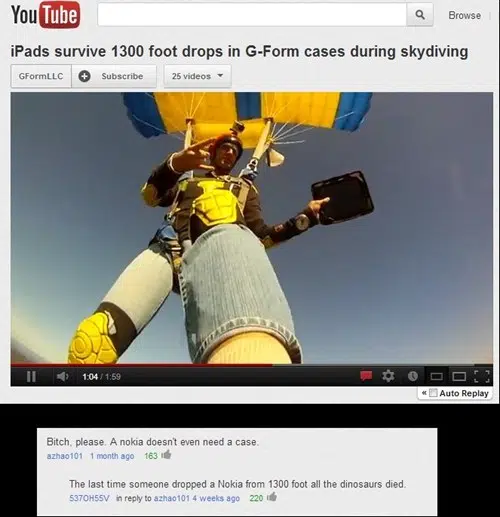 YouTube
Browse
iPads survive 1300 foot drops in G-Form cases during skydiving
GFormLLC Subscribe 25 videos
1:04 / 1:59
« Auto Replay
Bitch, please. A nokia doesn't even need a case.
azhao101 1 month ago 163
The last time someone dropped a Nokia from 1300 foot all the dinosaurs died.
537OH55V in reply to azhao101 4 weeks ago 220